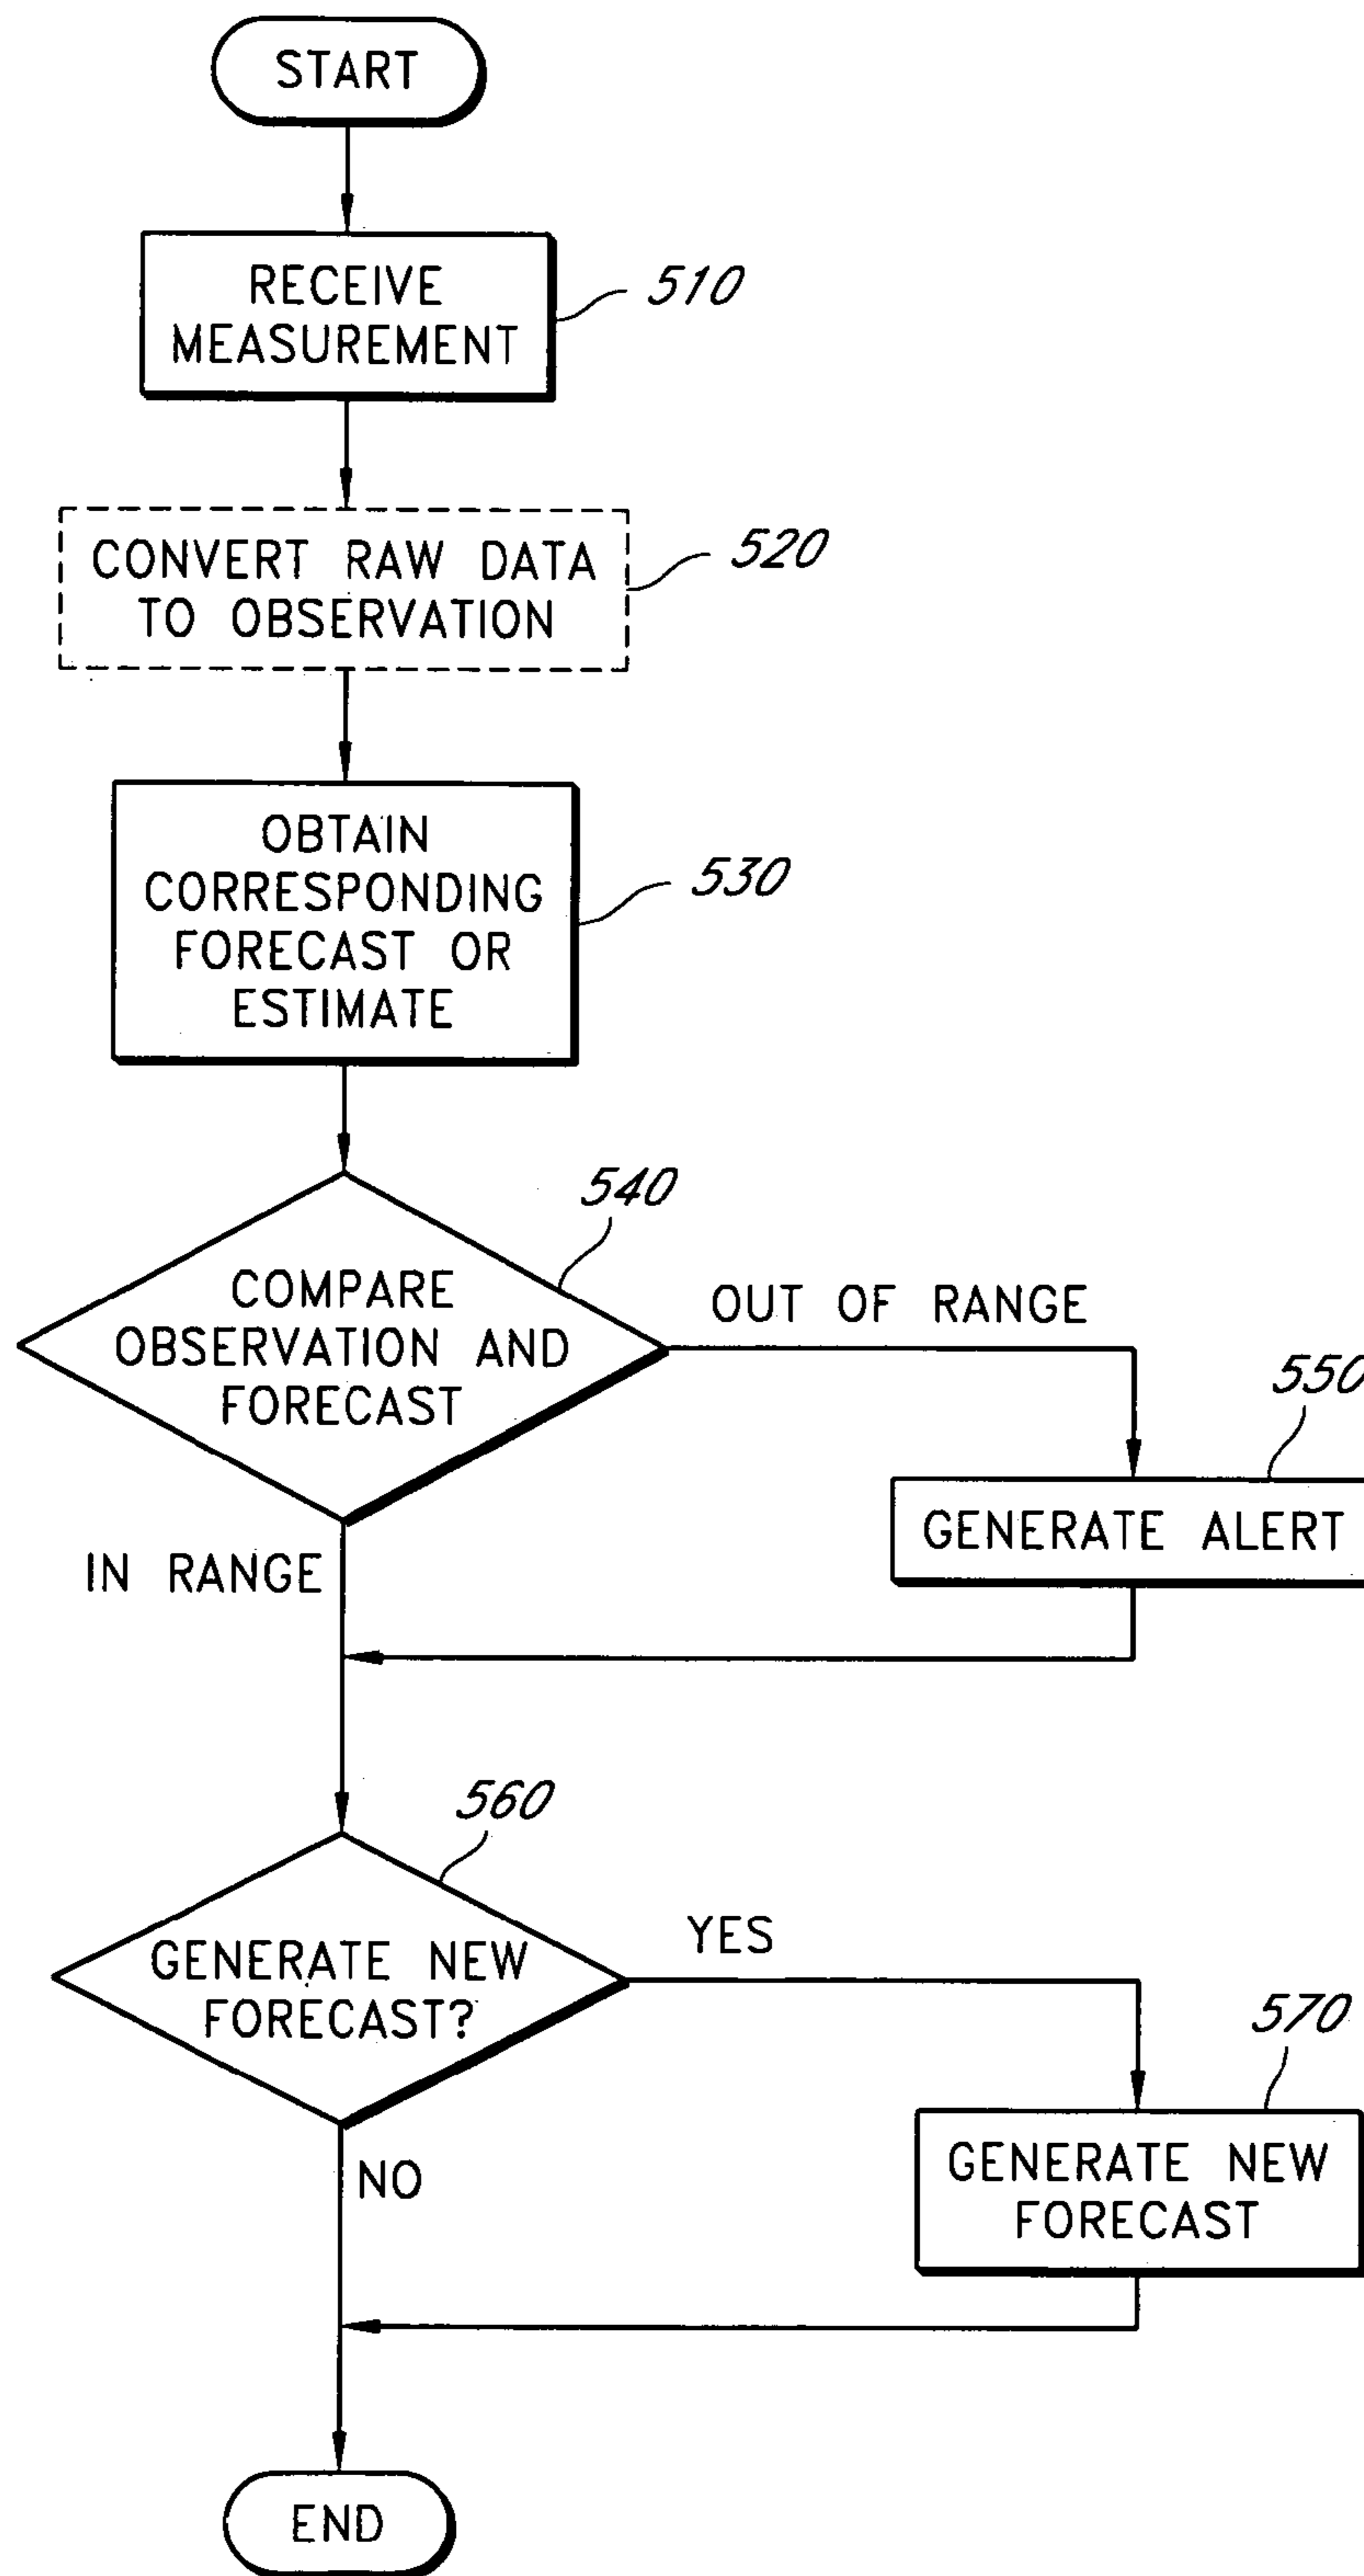 START
RECEIVE
MEASUREMENT
510
CONVERT RAW DATA
TO OBSERVATION
520
OBTAIN
CORRESPONDING
FORECAST OR
ESTIMATE
530
540
COMPARE
OBSERVATION AND
FORECAST
OUT OF RANGE
550
GENERATE ALERT
IN RANGE
560
GENERATE NEW
FORECAST?
YES
570
GENERATE NEW
FORECAST
NO
END